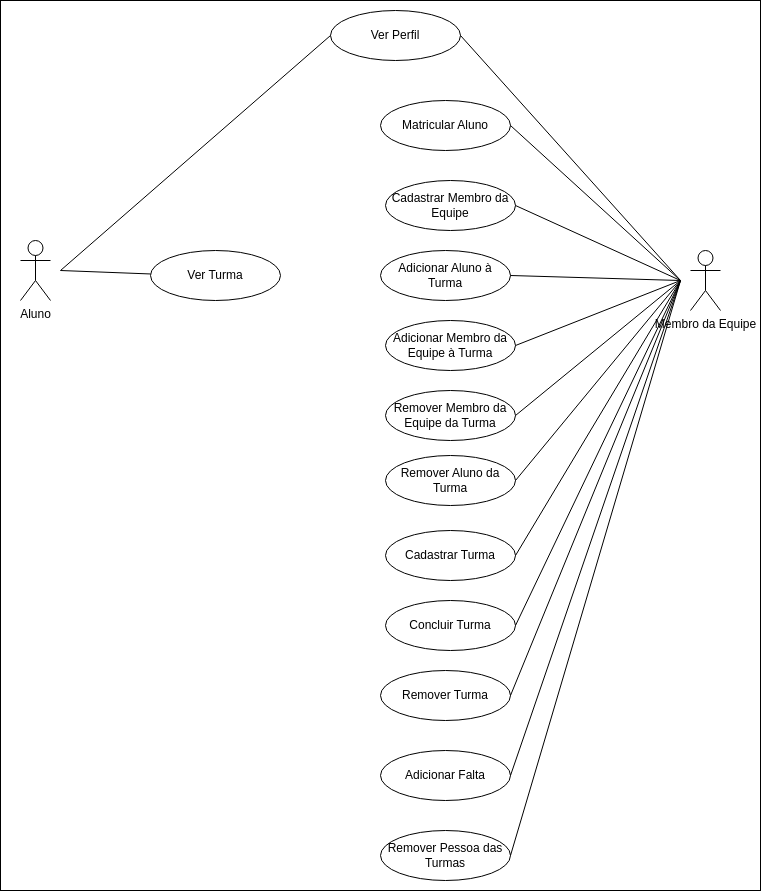 Ver Perfil
Matricular Aluno
Cadastrar Membro da
Equipe
Ver Turma
Adicionar Aluno à
Turma
Aluno
Membro da Equipe
Adicionar Membro da
Equipe à Turma
Remover Membro da
Equipe da Turma
Remover Aluno da
Turma
Cadastrar Turma
Concluir Turma
Remover Turma
Adicionar Falta
Remover Pessoa das
Turmas